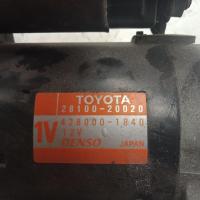 TOYOTA
28100-20020
1V
428000-1840
12V
DENSO JAPAN